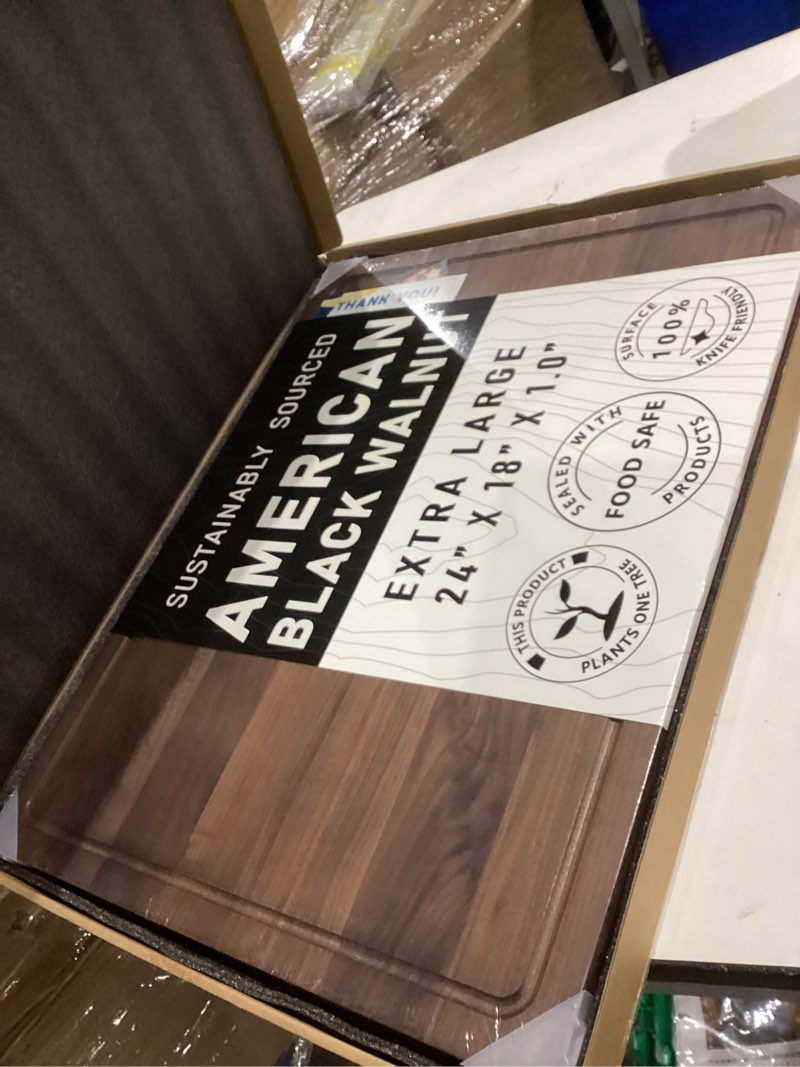 THANK YOU!
SUSTAINABLY SOURCED
AMERICAN
BLACK WALNUT
EXTRA LARGE
24" X 18" X 1.0"
SURFACE
100%
KNIFE FRIENDLY
SEALED WITH
FOOD SAFE
PRODUCTS
THIS PRODUCT
PLANTS ONE TREE